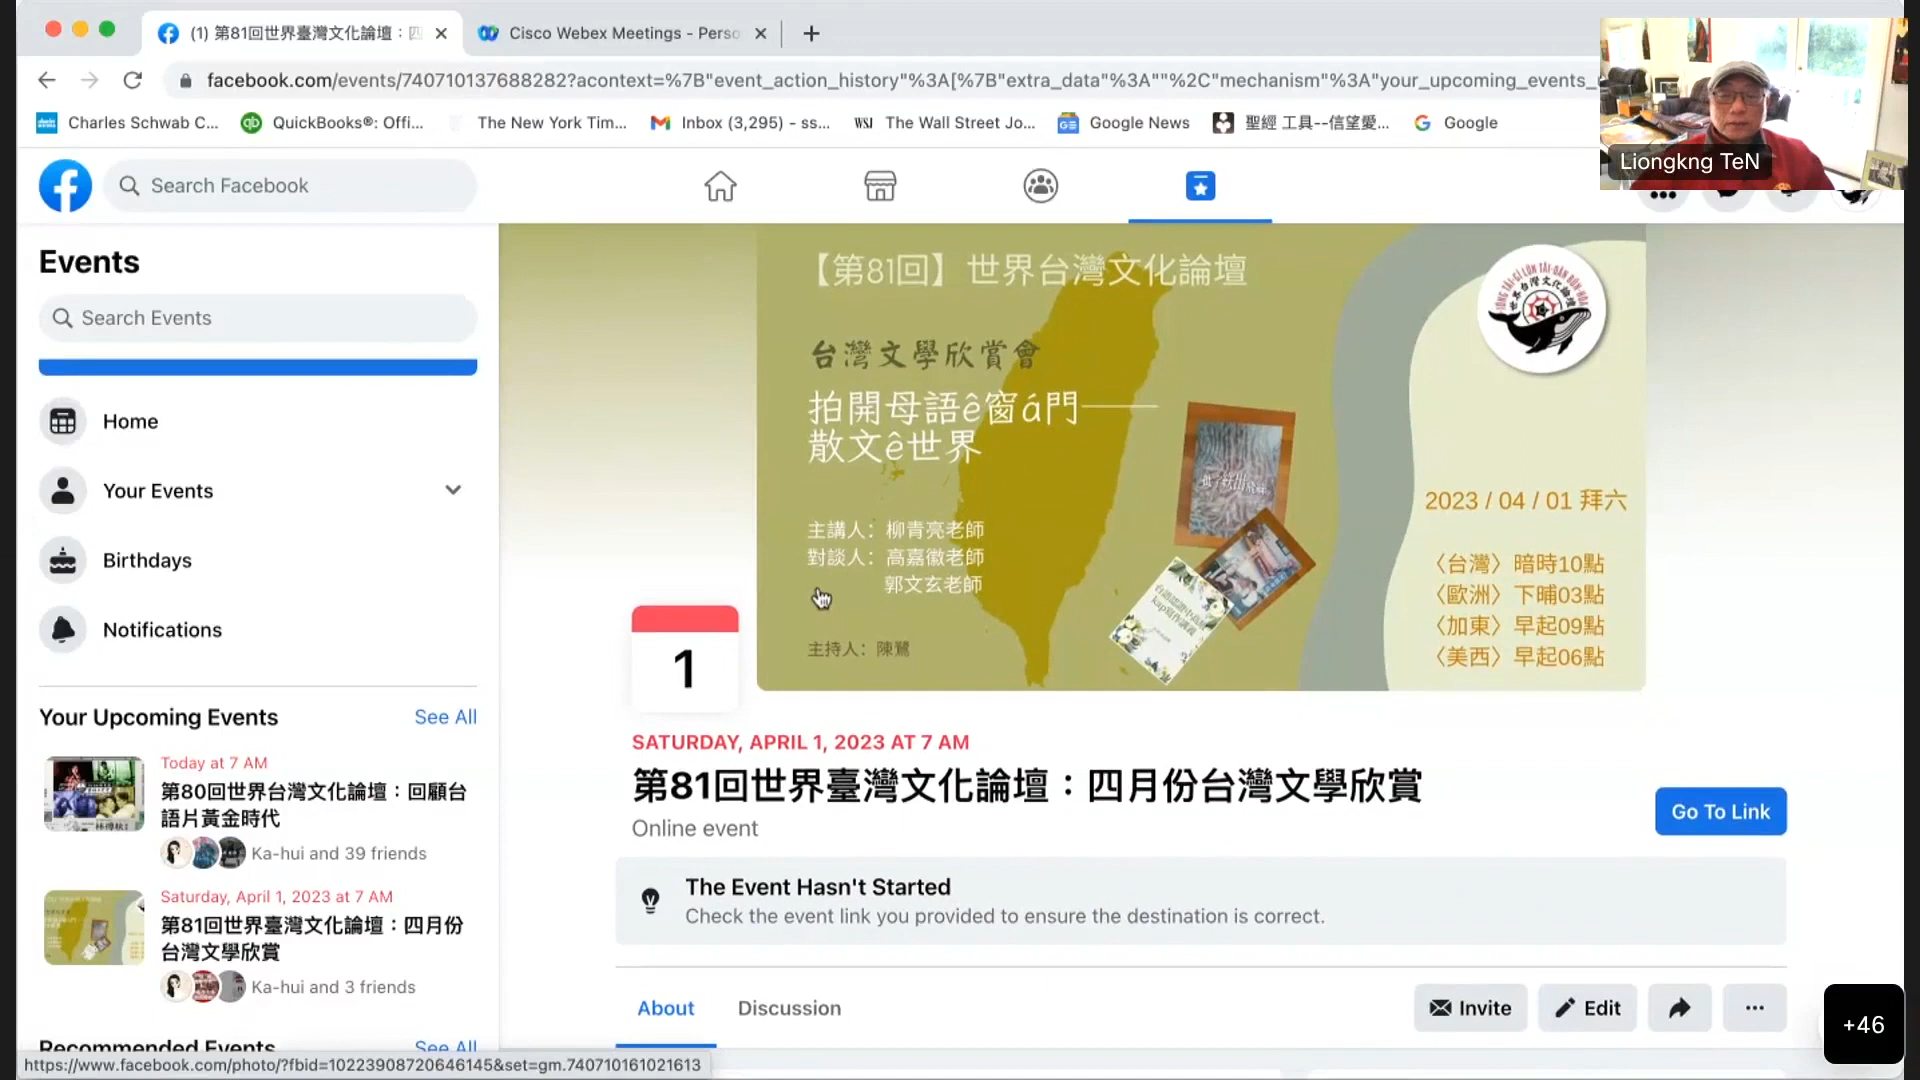 (1) 第81回世界臺灣文化論壇：四
Cisco Webex Meetings - Perso
facebook.com/events/740710137688282?acontext=%7B"event_action_history"%3A[%7B"extra_data"%3A""%2C"mechanism"%3A"your_upcoming_events_
Charles Schwab C...
QuickBooks®: Offi...
The New York Tim...
Inbox (3,295) - ss...
WSJ
The Wall Street Jo...
Google News
聖經 工具--信望愛...
Google
Liongkng TeN
Search Facebook
Events
Search Events
Home
Your Events
Birthdays
Notifications
Your Upcoming Events
See All
Today at 7 AM
第80回世界台灣文化論壇：回顧台
語片黃金時代
Ka-hui and 39 friends
Saturday, April 1, 2023 at 7 AM
第81回世界臺灣文化論壇：四月份
台灣文學欣賞
Ka-hui and 3 friends
Recommended Events
See All
https://www.facebook.com/photo/?fbid=10223908720646145&set=gm.740710161021613
【第81回】世界台灣文化論壇
台灣文學欣賞會
拍開母語ê窗á門——
散文ê世界
主講人：柳青亮老師
對談人：高嘉徽老師
郭文玄老師
主持人：陳鷺
世界台灣文化論壇
2023 / 04 / 01 拜六
〈台灣〉暗時10點
〈歐洲〉下晡03點
〈加東〉早起09點
〈美西〉早起06點
1
SATURDAY, APRIL 1, 2023 AT 7 AM
第81回世界臺灣文化論壇：四月份台灣文學欣賞
Online event
Go To Link
The Event Hasn't Started
Check the event link you provided to ensure the destination is correct.
About
Discussion
Invite
Edit
+46